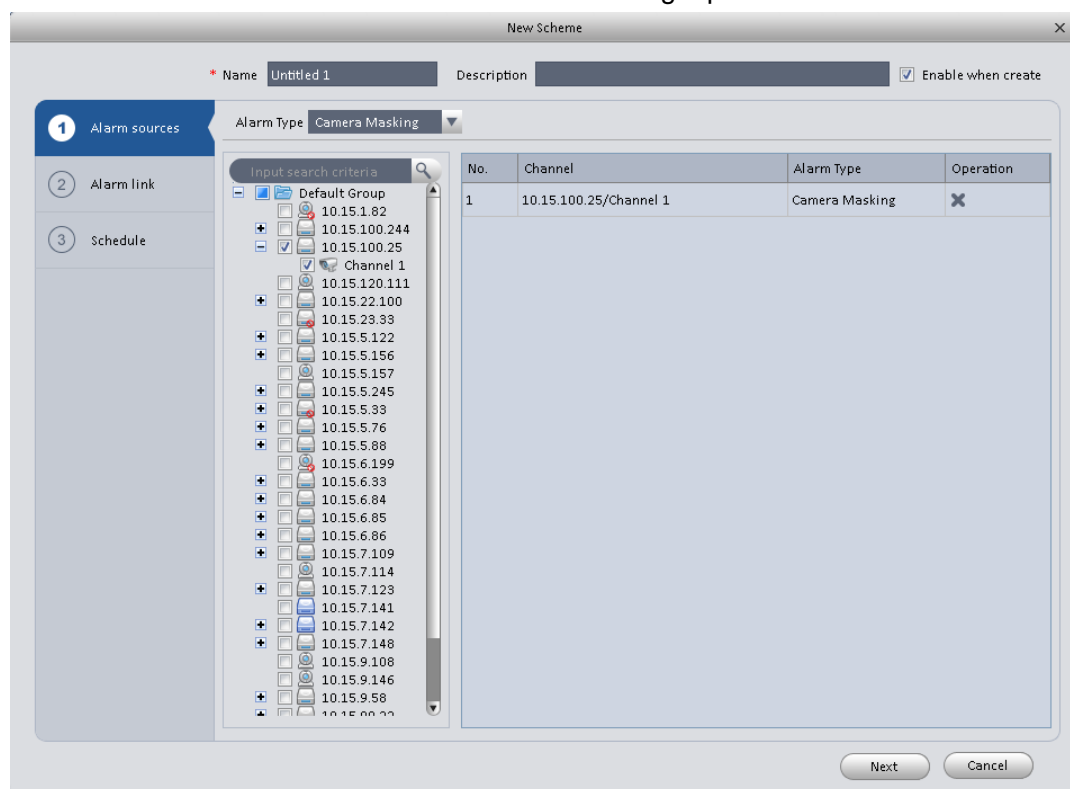 New Scheme
* Name Untitled 1 Description Enable when create
1 Alarm sources
2 Alarm link
3 Schedule
Alarm Type Camera Masking
Input search criteria
Default Group
10.15.1.82
10.15.100.244
10.15.100.25
Channel 1
10.15.120.111
10.15.22.100
10.15.23.33
10.15.5.122
10.15.5.156
10.15.5.157
10.15.5.245
10.15.5.33
10.15.5.76
10.15.5.88
10.15.6.199
10.15.6.33
10.15.6.84
10.15.6.85
10.15.6.86
10.15.7.109
10.15.7.114
10.15.7.123
10.15.7.141
10.15.7.142
10.15.7.148
10.15.9.108
10.15.9.146
10.15.9.58
No. Channel Alarm Type Operation
1 10.15.100.25/Channel 1 Camera Masking
Next Cancel